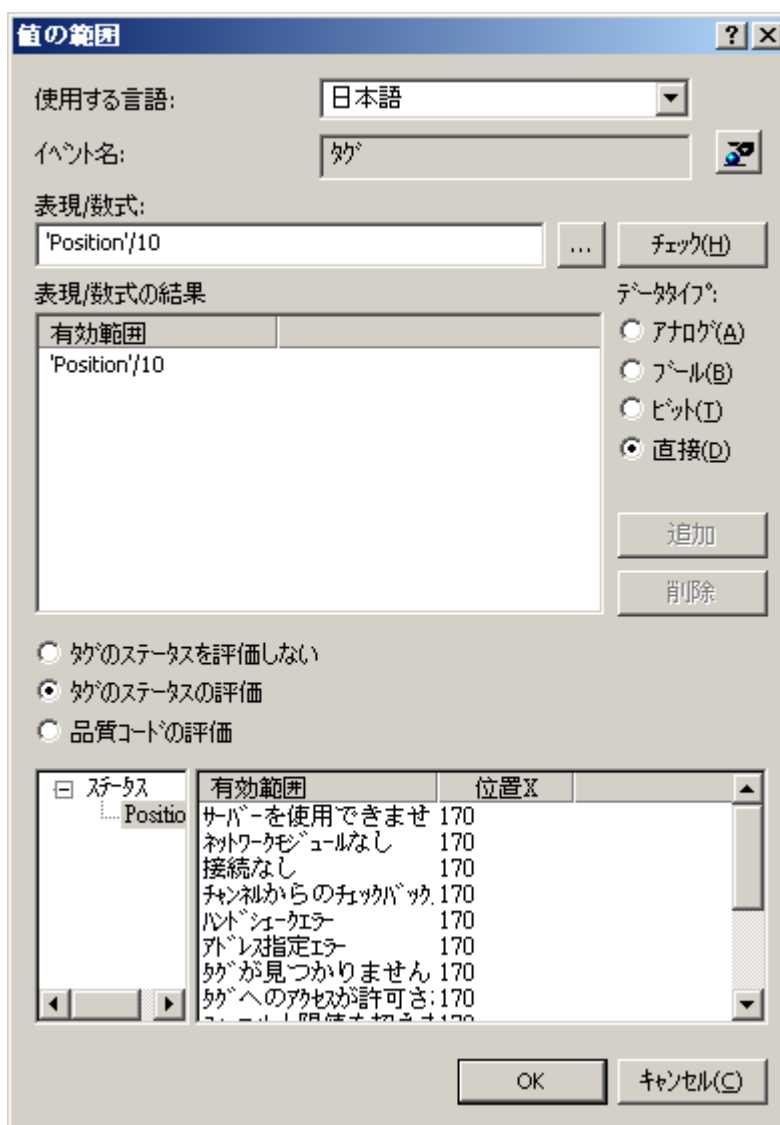 値の範囲
使用する言語: 日本語
イベント名: タグ
表現/数式:
'Position'/10 ... チェック(H)
表現/数式の結果 データタイプ:
有効範囲
'Position'/10
アナログ(A)
ブール(B)
ビット(T)
直接(D)
追加
削除
タグのステータスを評価しない
タグのステータスの評価
品質コードの評価
ステータス
Positio
有効範囲 位置X
サーバーを使用できませ 170
ネットワークモジュールなし 170
接続なし 170
チャンネルからのチェックバック 170
ハンドシェークエラー 170
アドレス指定エラー 170
タグが見つかりません 170
タグへのアクセスが許可さ 170
OK キャンセル(C)